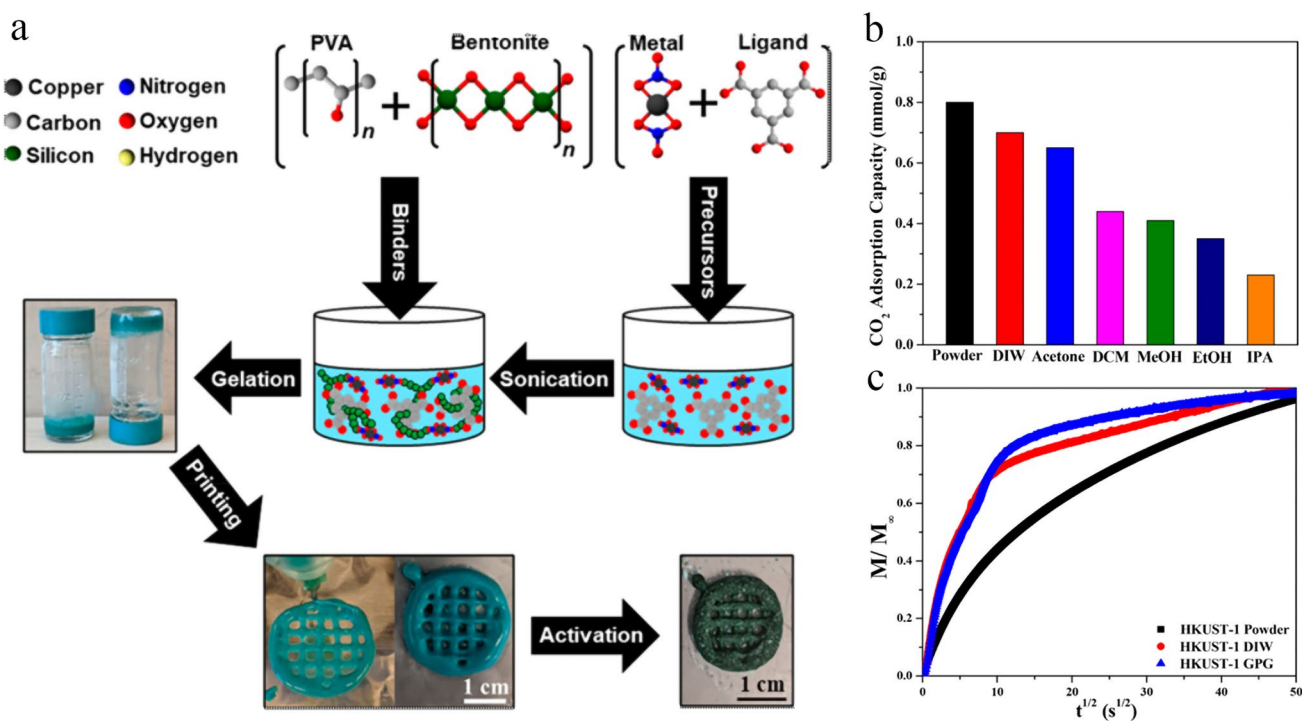 a
PVA
Bentonite
Metal
Ligand
Copper
Nitrogen
Carbon
Oxygen
Silicon
Hydrogen
n
n
+
+
Binders
Precursors
Gelation
Sonication
Printing
1 cm
Activation
1 cm
b
CO2 Adsorption Capacity (mmol/g)
1.0
0.8
0.6
0.4
0.2
0.0
Powder DIW Acetone DCM MeOH EtOH IPA
c
M/ M∞
1.0
0.8
0.6
0.4
0.2
0.0
HKUST-1 Powder
HKUST-1 DIW
HKUST-1 GPG
0 10 20 30 40 50
t^1/2 (s^1/2)